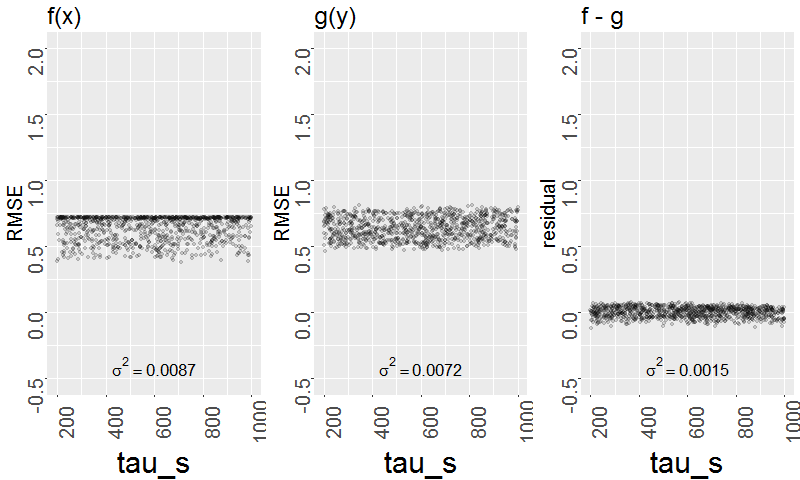 f(x)
RMSE
2.0
1.5
1.0
0.5
0.0
-0.5
σ² = 0.0087
200
400
600
800
1000
tau_s
g(y)
RMSE
2.0
1.5
1.0
0.5
0.0
-0.5
σ² = 0.0072
200
400
600
800
1000
tau_s
f - g
residual
2.0
1.5
1.0
0.5
0.0
-0.5
σ² = 0.0015
200
400
600
800
1000
tau_s